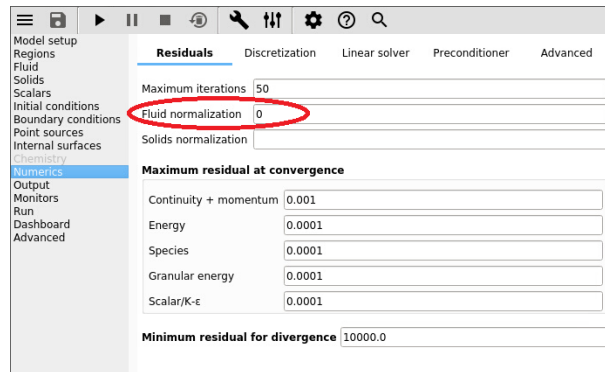 Model setup
Regions
Fluid
Solids
Scalars
Initial conditions
Boundary conditions
Point sources
Internal surfaces
Chemistry
Numerics
Output
Monitors
Run
Dashboard
Advanced
Residuals Discretization Linear solver Preconditioner Advanced
Maximum iterations 50
Fluid normalization 0
Solids normalization
Maximum residual at convergence
Continuity + momentum 0.001
Energy 0.0001
Species 0.0001
Granular energy 0.0001
Scalar/K-ε 0.0001
Minimum residual for divergence 10000.0